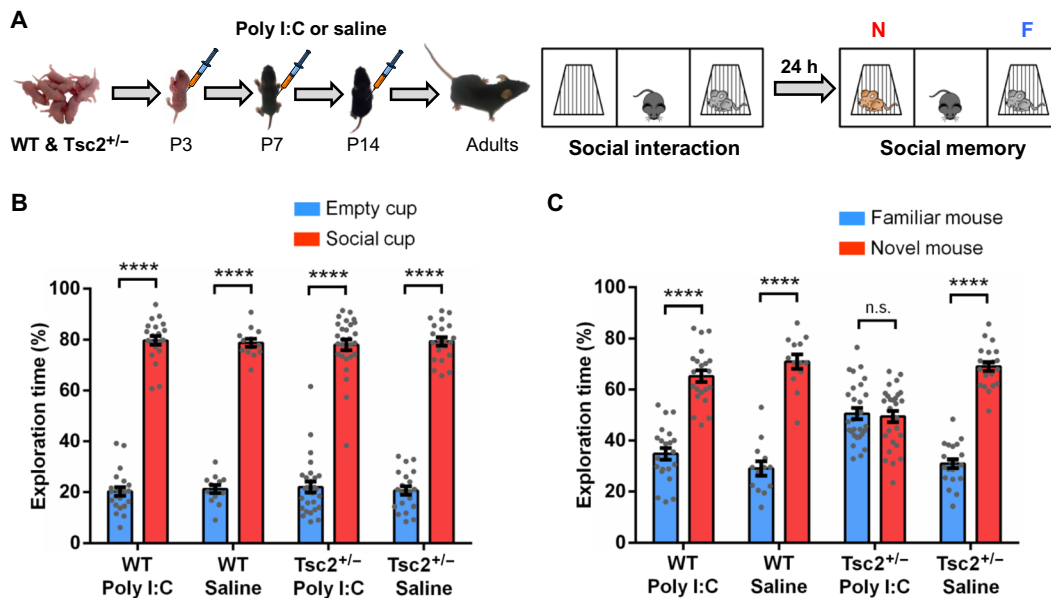 A
Poly I:C or saline
WT & Tsc2+/−
P3
P7
P14
Adults
Social interaction
24 h
N
F
Social memory
B
Empty cup
Social cup
****
****
****
****
Exploration time (%)
100
80
60
40
20
0
WT
Poly I:C
WT
Saline
Tsc2+/−
Poly I:C
Tsc2+/−
Saline
C
Familiar mouse
Novel mouse
****
****
n.s.
****
Exploration time (%)
100
80
60
40
20
0
WT
Poly I:C
WT
Saline
Tsc2+/−
Poly I:C
Tsc2+/−
Saline